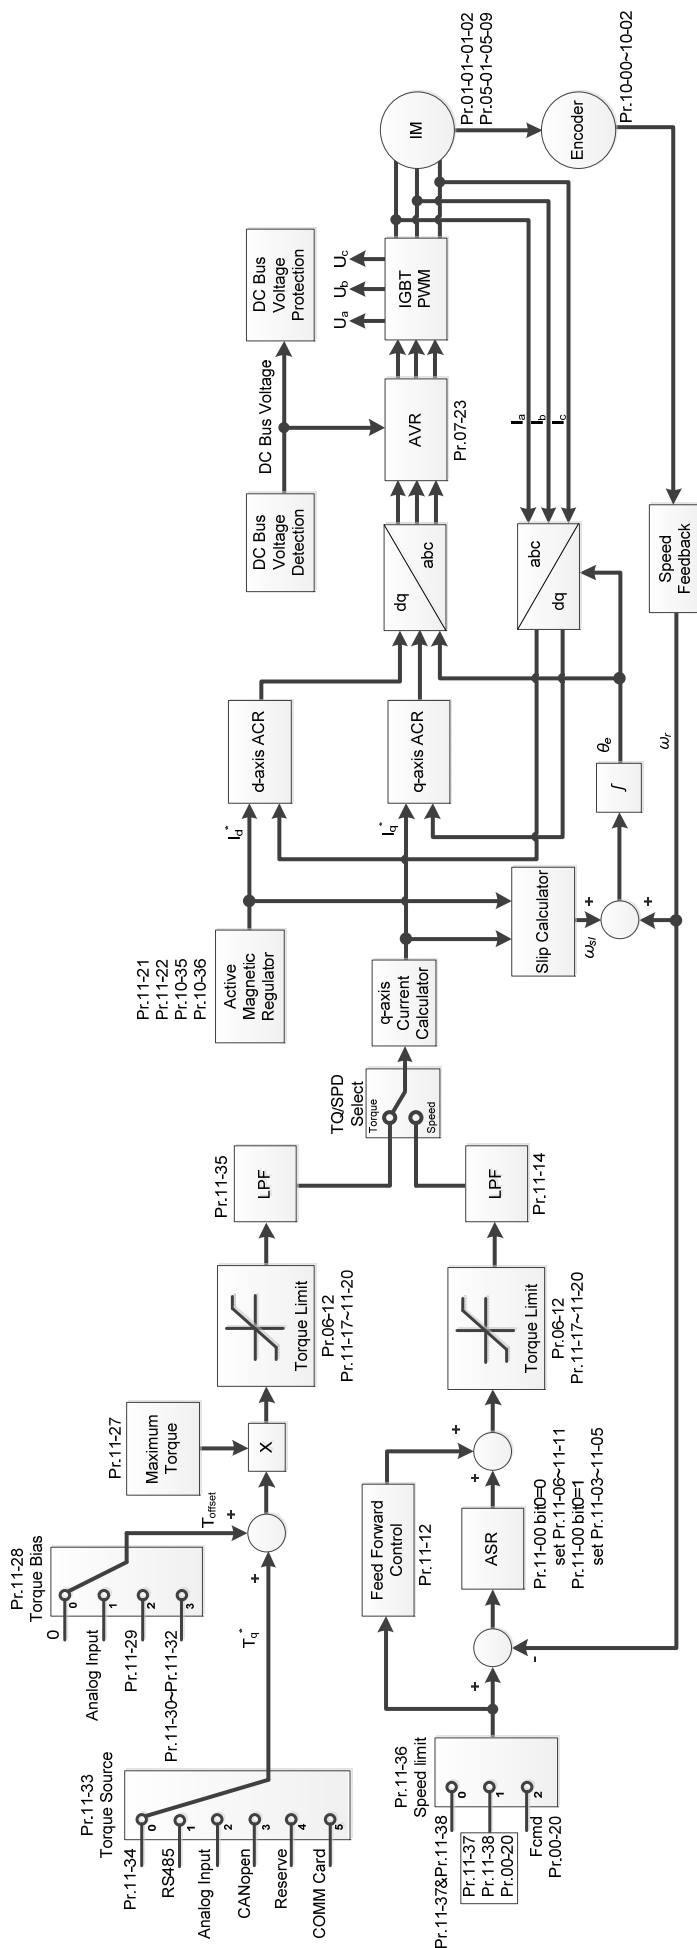 Pr.11-33
Torque Source
Pr.11-34
RS485
Analog Input
CANopen
Reserve
COMM Card
0
1
2
3
4
5
Tq*
+
Pr.11-28
Torque Bias
0
Analog Input
Pr.11-29
Pr.11-30~Pr.11-32
0
1
2
3
Toffset
+
Pr.11-27
Maximum
Torque
X
Torque Limit
Pr.06-12
Pr.11-17~11-20
Pr.11-35
LPF
Pr.11-36
Speed limit
Pr.11-37&Pr.11-38
Pr.11-37
Pr.11-38
Pr.00-20
Fcmd
Pr.00-20
0
1
2
+
-
Feed Forward
Control
Pr.11-12
ASR
Pr.11-00 bit0=0
set Pr.11-06~11-11
Pr.11-00 bit0=1
set Pr.11-03~11-05
+
+
Torque Limit
Pr.06-12
Pr.11-17~11-20
LPF
Pr.11-14
TQ/SPD
Select
Torque
Speed
q-axis
Current
Calculator
Pr.11-21
Pr.11-22
Pr.10-35
Pr.10-36
Active
Magnetic
Regulator
Id*
Iq*
Slip Calculator
ωsl
+
+
∫
θe
ωr
d-axis ACR
q-axis ACR
dq
abc
abc
dq
DC Bus
Voltage
Detection
DC Bus Voltage
DC Bus
Voltage
Protection
AVR
Pr.07-23
IGBT
PWM
Ua
Ub
Uc
Ia
Ib
Ic
IM
Pr.01-01~01-02
Pr.05-01~05-09
Encoder
Pr.10-00~10-02
Speed
Feedback